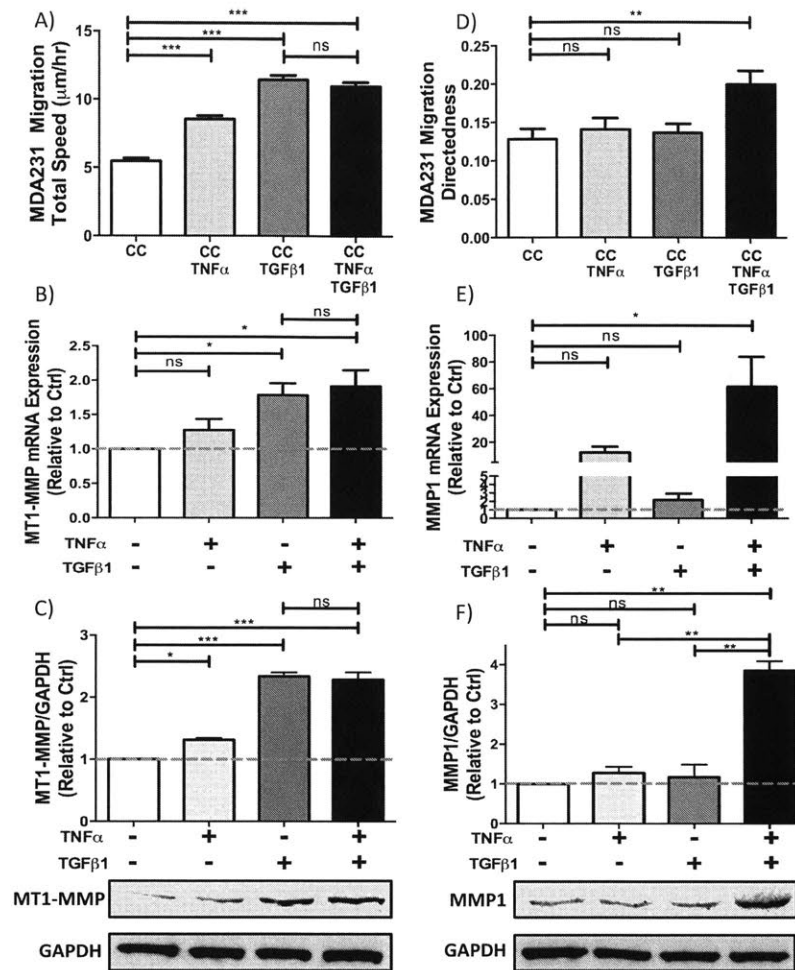 A)
MDA231 Migration
Total Speed (μm/hr)
15
10
5
0
***
***
***
ns
CC
CC
TNFα
CC
TGFβ1
CC
TNFα
TGFβ1
B)
MT1-MMP mRNA Expression
(Relative to Ctrl)
2.5
2.0
1.5
1.0
0.5
0.0
ns
*
*
ns
TNFα - + - +
TGFβ1 - - + +
C)
MT1-MMP/GAPDH
(Relative to Ctrl)
3
2
1
0
ns
***
***
*
TNFα - + - +
TGFβ1 - - + +
MT1-MMP
GAPDH
D)
MDA231 Migration
Directedness
0.25
0.20
0.15
0.10
0.05
0.00
**
ns
ns
CC
CC
TNFα
CC
TGFβ1
CC
TNFα
TGFβ1
E)
MMP1 mRNA Expression
(Relative to Ctrl)
100
80
60
40
20
3
2
1
0
*
ns
ns
TNFα - + - +
TGFβ1 - - + +
F)
MMP1/GAPDH
(Relative to Ctrl)
4
3
2
1
0
**
ns
ns
**
**
TNFα - + - +
TGFβ1 - - + +
MMP1
GAPDH